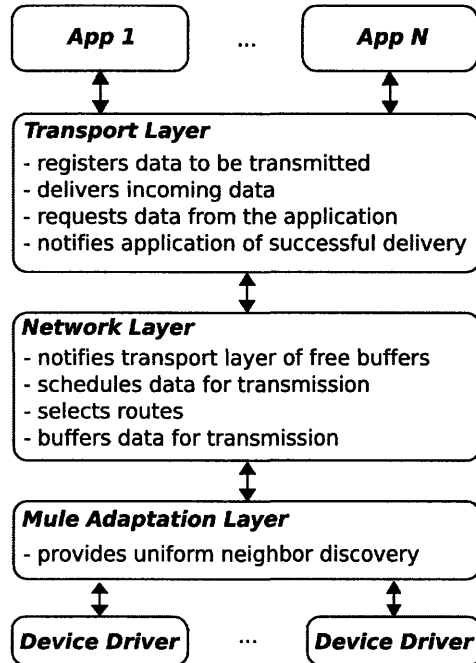 App 1 ... App N
Transport Layer
- registers data to be transmitted
- delivers incoming data
- requests data from the application
- notifies application of successful delivery
Network Layer
- notifies transport layer of free buffers
- schedules data for transmission
- selects routes
- buffers data for transmission
Mule Adaptation Layer
- provides uniform neighbor discovery
Device Driver ... Device Driver